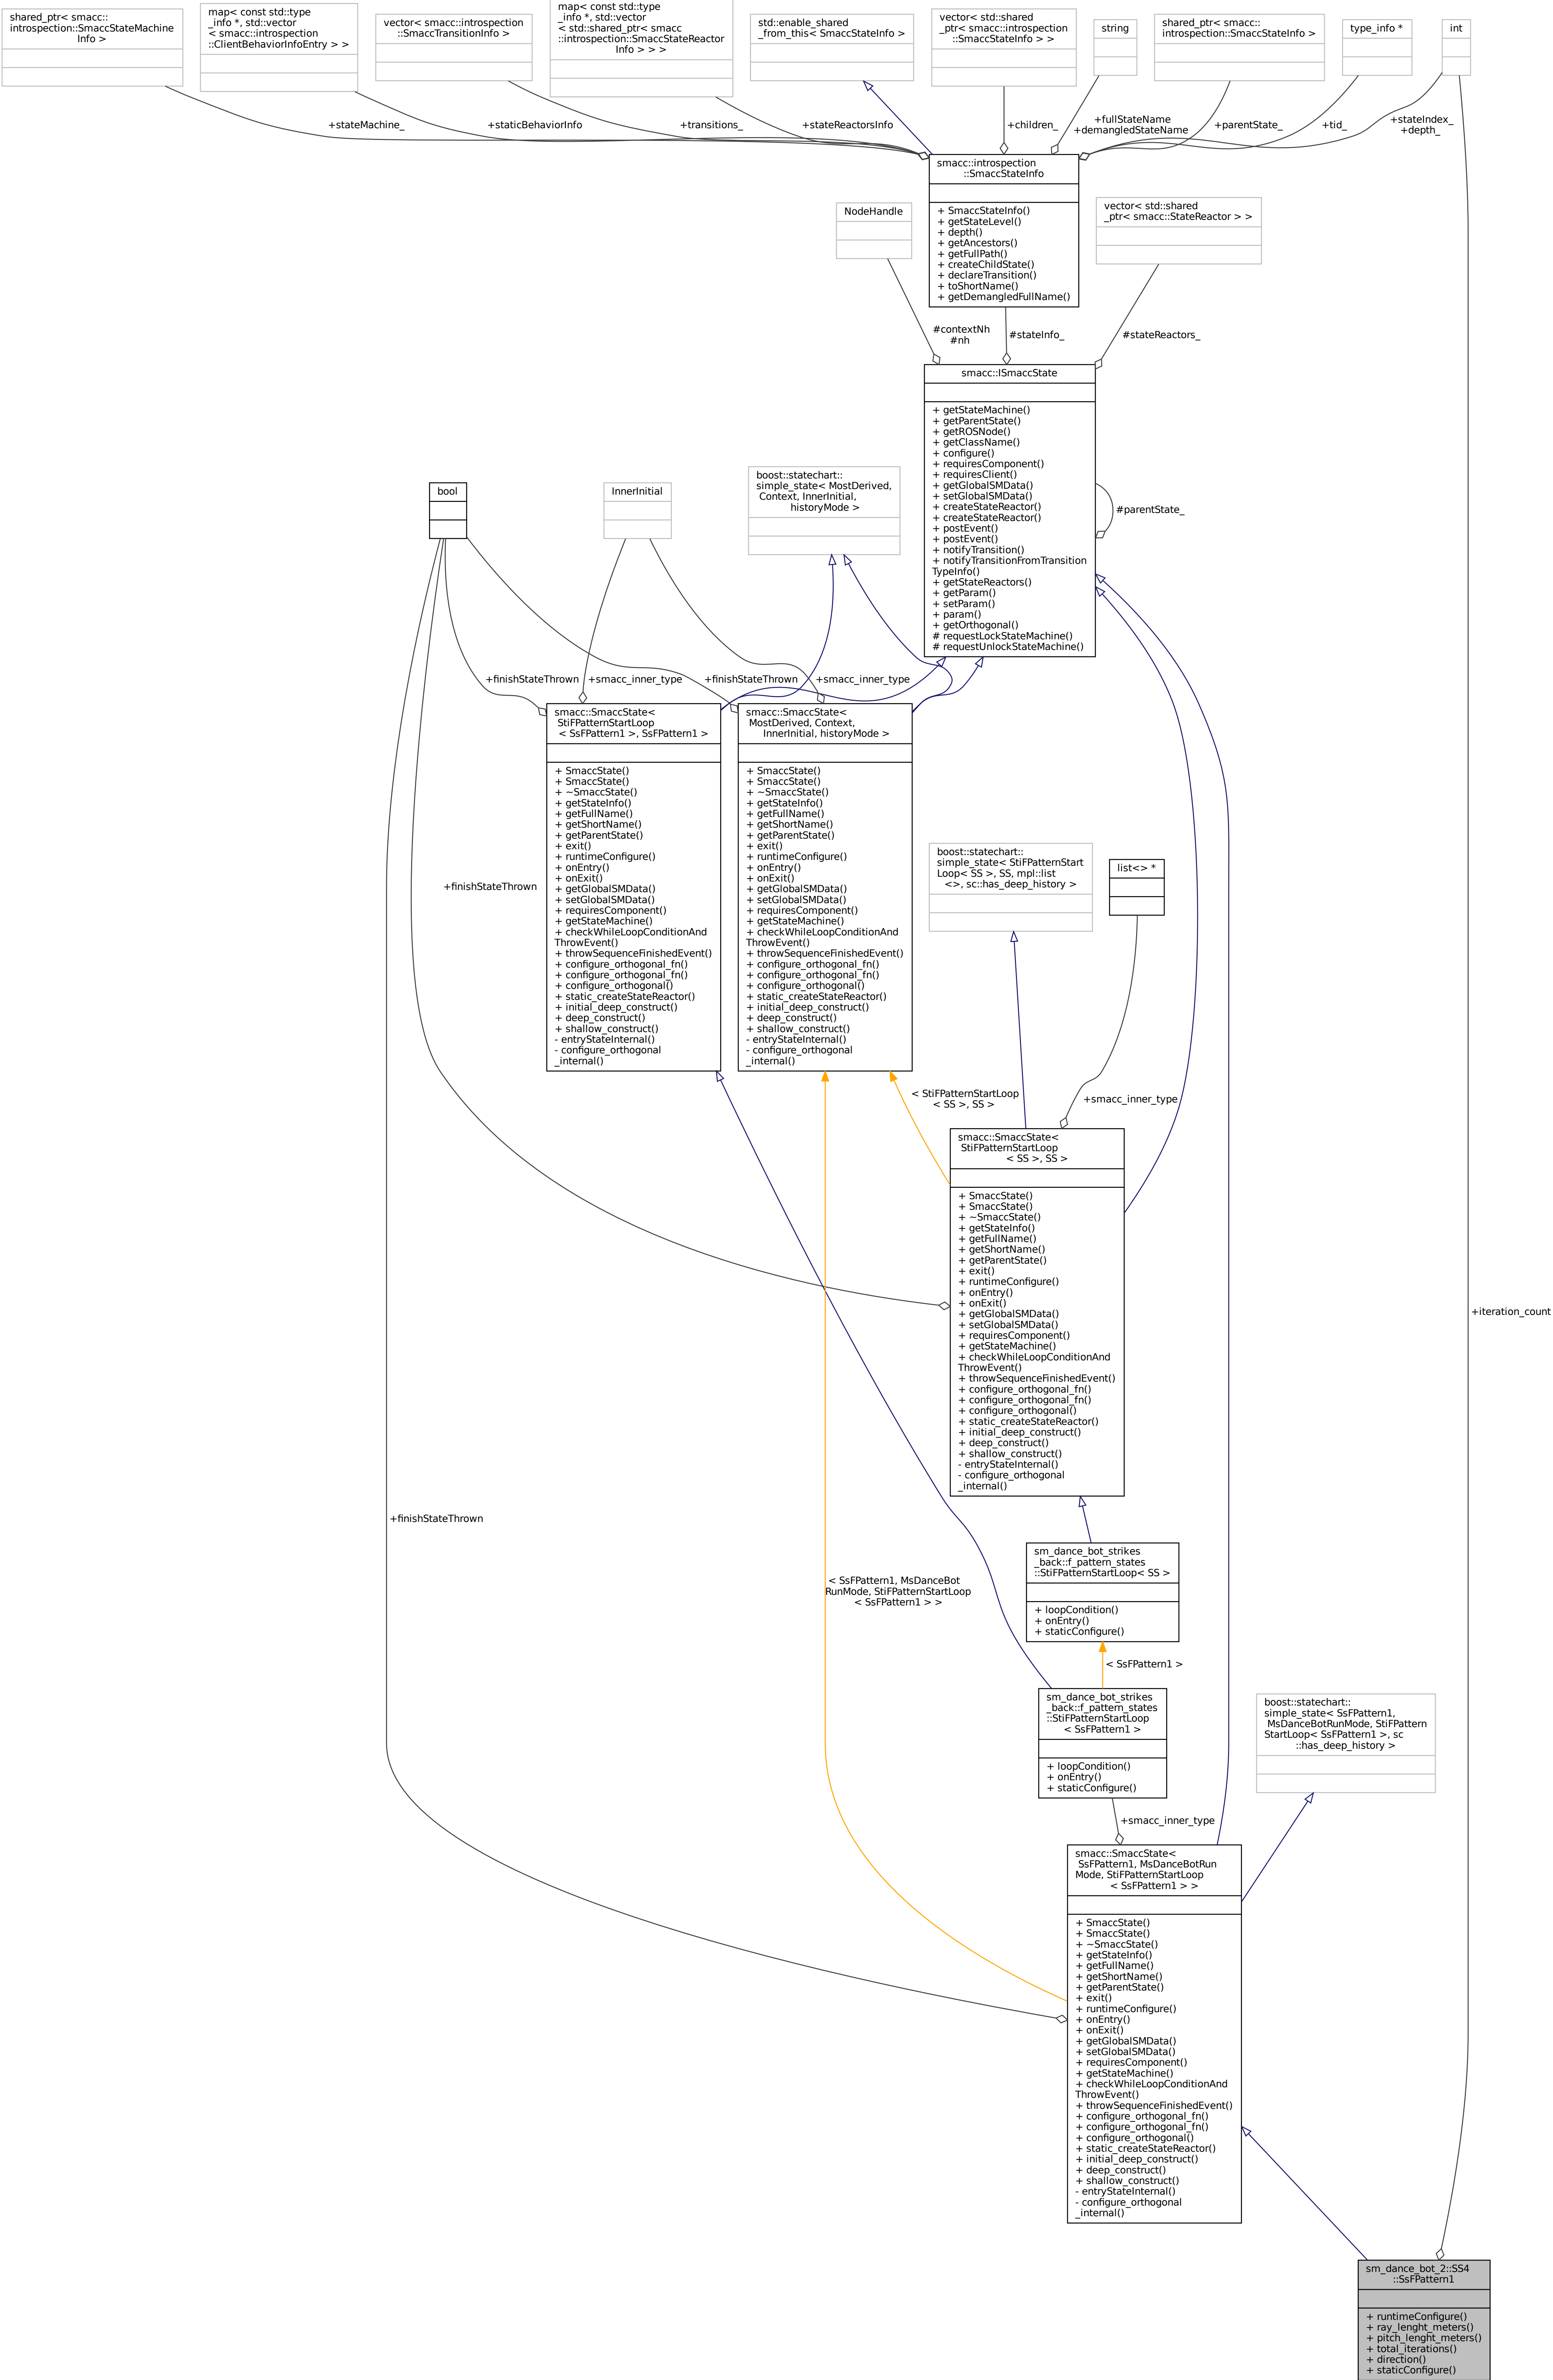 shared_ptr< smacc::
introspection::SmaccStateMachine
Info >
map< const std::type
_info *, std::vector
< smacc::introspection
::ClientBehaviorInfoEntry > >
vector< smacc::introspection
::SmaccTransitionInfo >
map< const std::type
_info *, std::vector
< std::shared_ptr< smacc
::introspection::SmaccStateReactor
Info > > >
std::enable_shared
_from_this< SmaccStateInfo >
vector< std::shared
_ptr< smacc::introspection
::SmaccStateInfo > >
string
shared_ptr< smacc::
introspection::SmaccStateInfo >
type_info *
int
+stateMachine_
+staticBehaviorInfo
+transitions_
+stateReactorsInfo
+children_
+fullStateName
+demangledStateName
+parentState_
+tid_
+stateIndex_
+depth_
smacc::introspection
::SmaccStateInfo
+ SmaccStateInfo()
+ getStateLevel()
+ depth()
+ getAncestors()
+ getFullPath()
+ createChildState()
+ declareTransition()
+ toShortName()
+ getDemangledFullName()
NodeHandle
vector< std::shared
_ptr< smacc::StateReactor > >
#contextNh
#nh
#stateInfo_
#stateReactors_
smacc::ISmaccState
+ getStateMachine()
+ getParentState()
+ getROSNode()
+ getClassName()
+ configure()
+ requiresComponent()
+ requiresClient()
+ getGlobalSMData()
+ setGlobalSMData()
+ createStateReactor()
+ createStateReactor()
+ postEvent()
+ postEvent()
+ notifyTransition()
+ notifyTransitionFromTransition
TypeInfo()
+ getStateReactors()
+ getParam()
+ setParam()
+ param()
+ getOrthogonal()
# requestLockStateMachine()
# requestUnlockStateMachine()
#parentState_
bool
InnerInitial
boost::statechart::
simple_state< MostDerived,
Context, InnerInitial,
historyMode >
+finishStateThrown
+smacc_inner_type
+finishStateThrown
+smacc_inner_type
smacc::SmaccState<
StiFPatternStartLoop
< SsFPattern1 >, SsFPattern1 >
+ SmaccState()
+ SmaccState()
+ ~SmaccState()
+ getStateInfo()
+ getFullName()
+ getShortName()
+ getParentState()
+ exit()
+ runtimeConfigure()
+ onEntry()
+ onExit()
+ getGlobalSMData()
+ setGlobalSMData()
+ requiresComponent()
+ getStateMachine()
+ checkWhileLoopConditionAnd
ThrowEvent()
+ throwSequenceFinishedEvent()
+ configure_orthogonal_fn()
+ configure_orthogonal_fn()
+ configure_orthogonal()
+ static_createStateReactor()
+ initial_deep_construct()
+ deep_construct()
+ shallow_construct()
- entryStateInternal()
- configure_orthogonal
_internal()
smacc::SmaccState<
MostDerived, Context,
InnerInitial, historyMode >
+ SmaccState()
+ SmaccState()
+ ~SmaccState()
+ getStateInfo()
+ getFullName()
+ getShortName()
+ getParentState()
+ exit()
+ runtimeConfigure()
+ onEntry()
+ onExit()
+ getGlobalSMData()
+ setGlobalSMData()
+ requiresComponent()
+ getStateMachine()
+ checkWhileLoopConditionAnd
ThrowEvent()
+ throwSequenceFinishedEvent()
+ configure_orthogonal_fn()
+ configure_orthogonal_fn()
+ configure_orthogonal()
+ static_createStateReactor()
+ initial_deep_construct()
+ deep_construct()
+ shallow_construct()
- entryStateInternal()
- configure_orthogonal
_internal()
boost::statechart::
simple_state< StiFPatternStart
Loop< SS >, SS, mpl::list
<>, sc::has_deep_history >
list<> *
+finishStateThrown
< StiFPatternStartLoop
< SS >, SS >
+smacc_inner_type
smacc::SmaccState<
StiFPatternStartLoop
< SS >, SS >
+ SmaccState()
+ SmaccState()
+ ~SmaccState()
+ getStateInfo()
+ getFullName()
+ getShortName()
+ getParentState()
+ exit()
+ runtimeConfigure()
+ onEntry()
+ onExit()
+ getGlobalSMData()
+ setGlobalSMData()
+ requiresComponent()
+ getStateMachine()
+ checkWhileLoopConditionAnd
ThrowEvent()
+ throwSequenceFinishedEvent()
+ configure_orthogonal_fn()
+ configure_orthogonal_fn()
+ configure_orthogonal()
+ static_createStateReactor()
+ initial_deep_construct()
+ deep_construct()
+ shallow_construct()
- entryStateInternal()
- configure_orthogonal
_internal()
+iteration_count
+finishStateThrown
sm_dance_bot_strikes
_back::f_pattern_states
::StiFPatternStartLoop< SS >
+ loopCondition()
+ onEntry()
+ staticConfigure()
< SsFPattern1, MsDanceBot
RunMode, StiFPatternStartLoop
< SsFPattern1 > >
< SsFPattern1 >
sm_dance_bot_strikes
_back::f_pattern_states
::StiFPatternStartLoop
< SsFPattern1 >
+ loopCondition()
+ onEntry()
+ staticConfigure()
boost::statechart::
simple_state< SsFPattern1,
MsDanceBotRunMode, StiFPattern
StartLoop< SsFPattern1 >, sc
::has_deep_history >
+smacc_inner_type
smacc::SmaccState<
SsFPattern1, MsDanceBotRun
Mode, StiFPatternStartLoop
< SsFPattern1 > >
+ SmaccState()
+ SmaccState()
+ ~SmaccState()
+ getStateInfo()
+ getFullName()
+ getShortName()
+ getParentState()
+ exit()
+ runtimeConfigure()
+ onEntry()
+ onExit()
+ getGlobalSMData()
+ setGlobalSMData()
+ requiresComponent()
+ getStateMachine()
+ checkWhileLoopConditionAnd
ThrowEvent()
+ throwSequenceFinishedEvent()
+ configure_orthogonal_fn()
+ configure_orthogonal_fn()
+ configure_orthogonal()
+ static_createStateReactor()
+ initial_deep_construct()
+ deep_construct()
+ shallow_construct()
- entryStateInternal()
- configure_orthogonal
_internal()
sm_dance_bot_2::SS4
::SsFPattern1
+ runtimeConfigure()
+ ray_lenght_meters()
+ pitch_lenght_meters()
+ total_iterations()
+ direction()
+ staticConfigure()